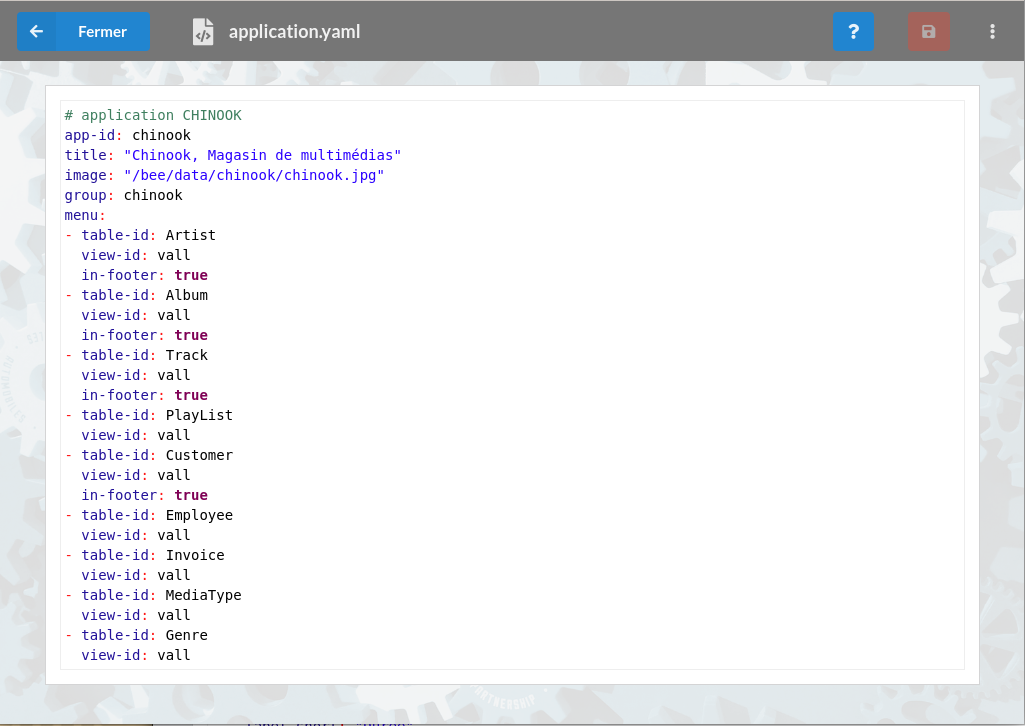 Fermer
application.yaml
?
# application CHINOOK
app-id: chinook
title: "Chinook, Magasin de multimédias"
image: "/bee/data/chinook/chinook.jpg"
group: chinook
menu:
- table-id: Artist
  view-id: vall
  in-footer: true
- table-id: Album
  view-id: vall
  in-footer: true
- table-id: Track
  view-id: vall
  in-footer: true
- table-id: PlayList
  view-id: vall
- table-id: Customer
  view-id: vall
  in-footer: true
- table-id: Employee
  view-id: vall
- table-id: Invoice
  view-id: vall
- table-id: MediaType
  view-id: vall
- table-id: Genre
  view-id: vall